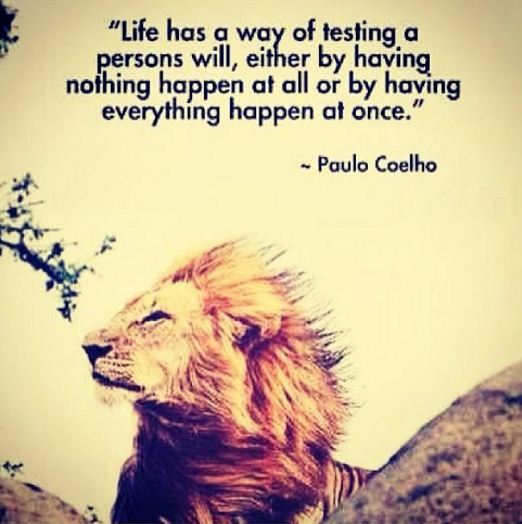 "Life has a way of testing a
persons will, either by having
nothing happen at all or by having
everything happen at once."
~ Paulo Coelho